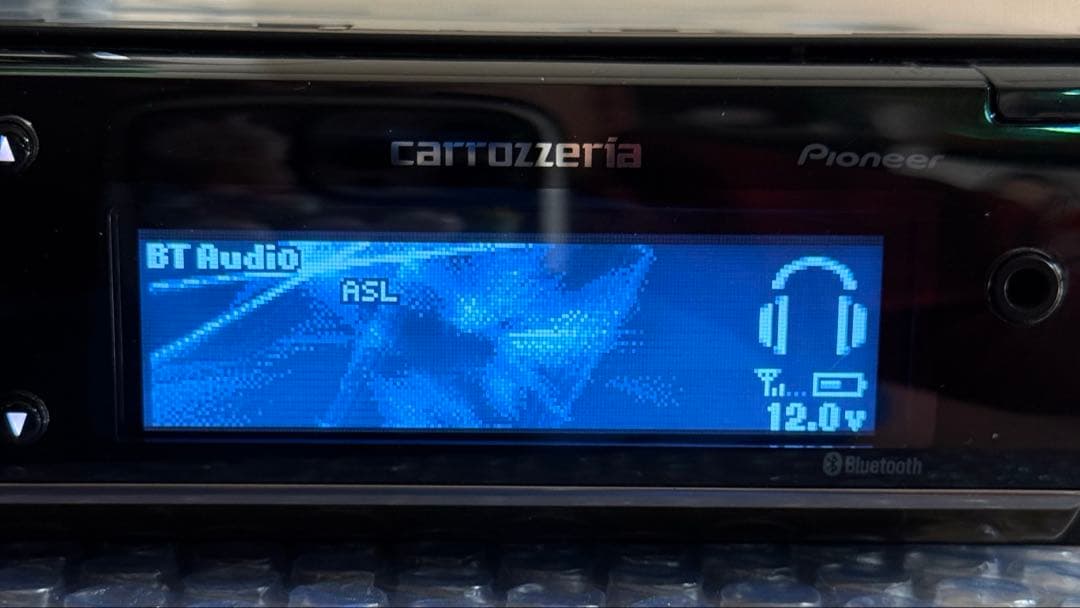 carrozzeria
Pioneer
BT Audio
ASL
12.0v
Bluetooth